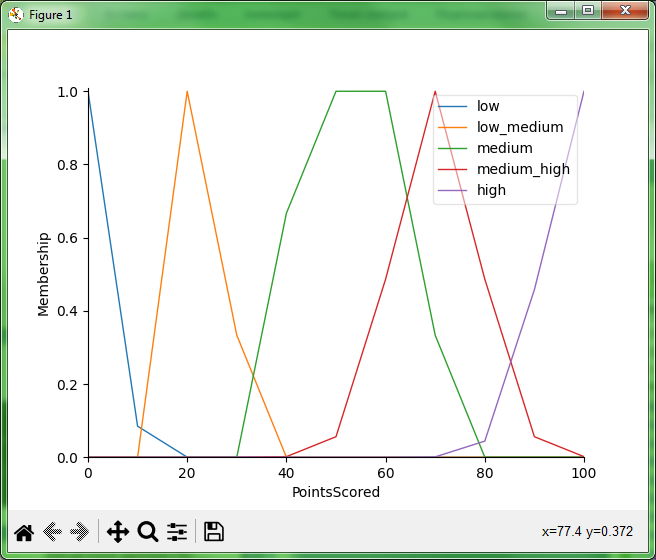 Figure 1
1.0
0.8
0.6
0.4
0.2
0.0
Membership
low
low_medium
medium
medium_high
high
0 20 40 60 80 100
PointsScored
x=77.4 y=0.372